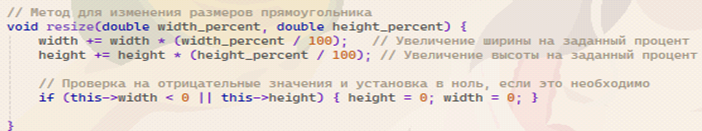 // Метод для изменения размеров прямоугольника
void resize(double width_percent, double height_percent) {
width += width * (width_percent / 100); // Увеличение ширины на заданный процент
height += height * (height_percent / 100); // Увеличение высоты на заданный процент
// Проверка на отрицательные значения и установка в ноль, если это необходимо
if (this->width < 0 || this->height) { height = 0; width = 0; }
}